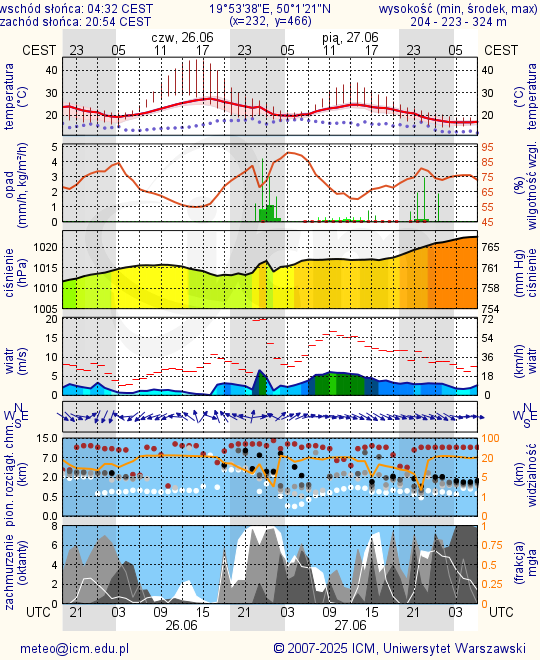 wschód słońca: 04:32 CEST 19°53'38"E, 50°1'21"N wysokość (min, środek, max)
zachód słońca: 20:54 CEST (x=232, y=466) 204 - 223 - 324 m
czw, 26.06 pią, 27.06
CEST 23 05 11 17 23 05 11 17 23 05 CEST
temperatura
(°C)
40 40
30 30
20 20
temperatura
(°C)
opad
(mm/h, kg/m²/h)
5 95
4 85
3 75
2 65
1 55
0 45
(%)
wilgotność wzgl.
ciśnienie
(hPa)
1020 765
1015 761
1010 758
1005 754
(mm Hg)
ciśnienie
wiatr
(m/s)
20 72
15 54
10 36
5 18
0 0
(km/h)
wiatr
N
W E
S
N
W E
S
pion. rozciągł. chm.
(km)
15.0 100
7.0 20
2.0 10
1.0 5
0.5 1
0.0 0
(km)
widzialność
zachmurzenie
(oktanty)
8 1
6 0.75
4 0.5
2 0.25
0 0
(frakcja)
mgła
UTC 21 03 09 15 21 03 09 15 21 03 UTC
26.06 27.06
meteo@icm.edu.pl © 2007-2025 ICM, Uniwersytet Warszawski